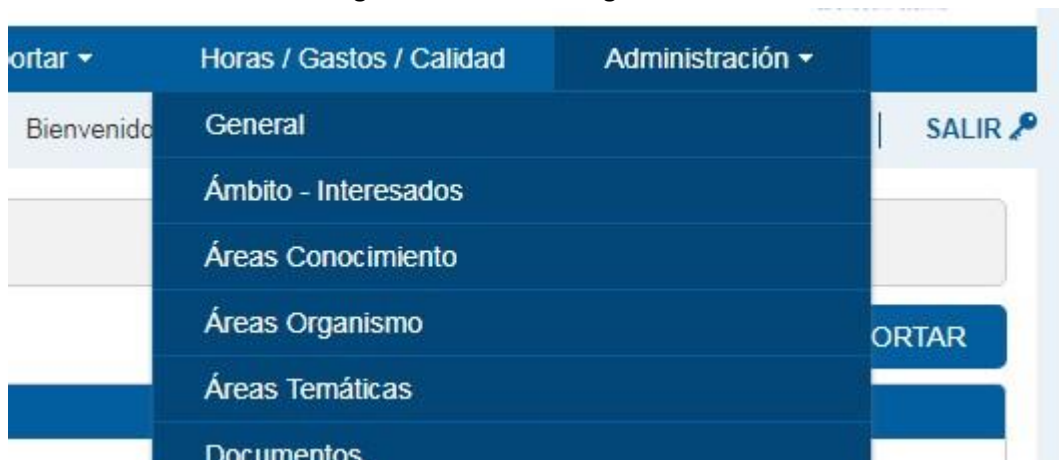 ortar Horas / Gastos / Calidad Administración
Bienvenido General SALIR
Ámbito - Interesados
Áreas Conocimiento
Áreas Organismo
ORTAR
Áreas Temáticas
Documentos